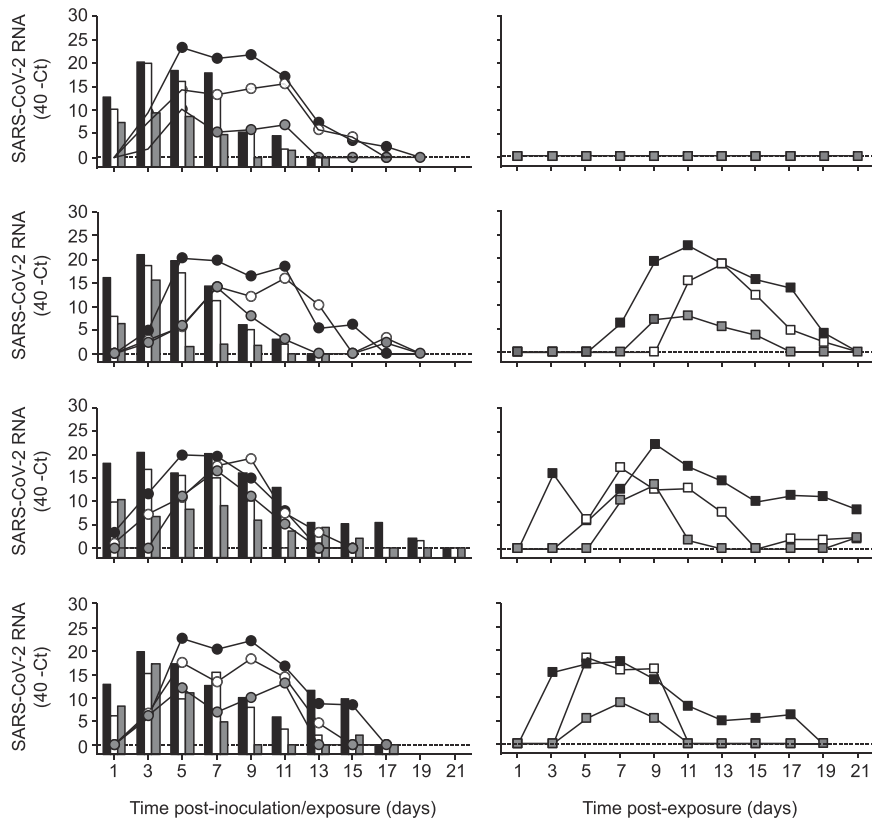 SARS-CoV-2 RNA
(40 -Ct)
30
25
20
15
10
5
0
SARS-CoV-2 RNA
(40 -Ct)
30
25
20
15
10
5
0
SARS-CoV-2 RNA
(40 -Ct)
30
25
20
15
10
5
0
SARS-CoV-2 RNA
(40 -Ct)
30
25
20
15
10
5
0
1 3 5 7 9 11 13 15 17 19 21
Time post-inoculation/exposure (days)
1 3 5 7 9 11 13 15 17 19 21
Time post-exposure (days)